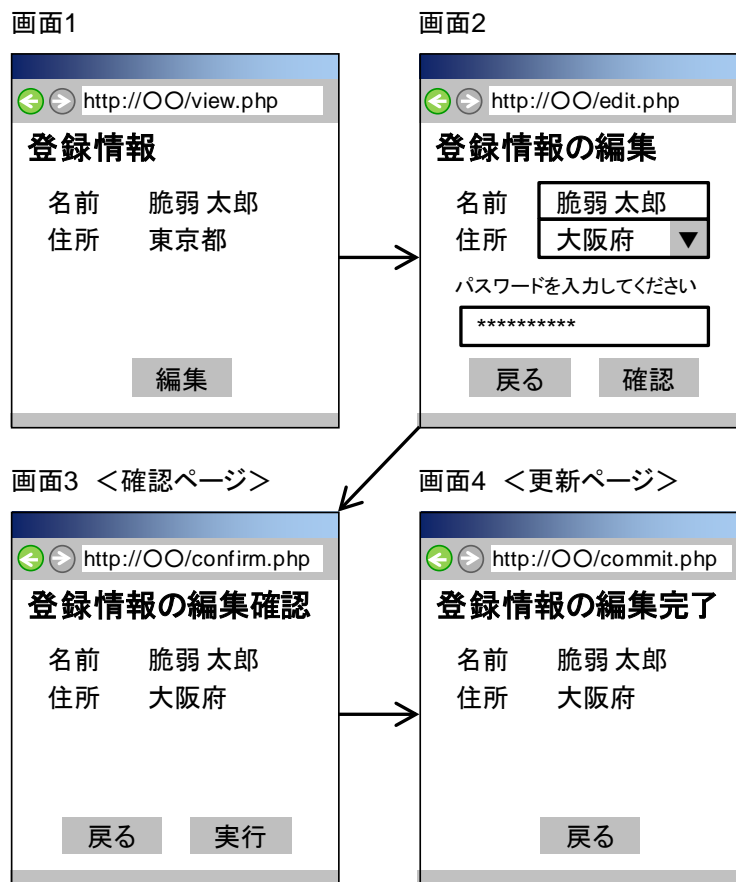 画面1
http://〇〇/view.php
登録情報
名前 脆弱 太郎
住所 東京都
編集
画面2
http://〇〇/edit.php
登録情報の編集
名前 脆弱 太郎
住所 大阪府 ▼
パスワードを入力してください
**********
戻る 確認
画面3 ＜確認ページ＞
http://〇〇/confirm.php
登録情報の編集確認
名前 脆弱 太郎
住所 大阪府
戻る 実行
画面4 ＜更新ページ＞
http://〇〇/commit.php
登録情報の編集完了
名前 脆弱 太郎
住所 大阪府
戻る